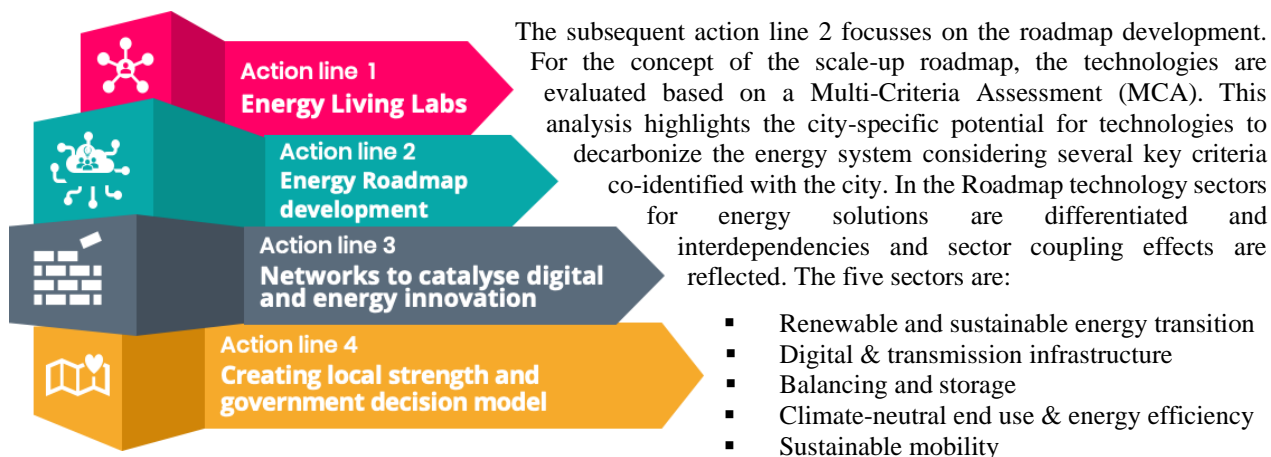 Action line 1
Energy Living Labs
Action line 2
Energy Roadmap
development
Action line 3
Networks to catalyse digital
and energy innovation
Action line 4
Creating local strength and
government decision model
The subsequent action line 2 focusses on the roadmap development.
For the concept of the scale-up roadmap, the technologies are
evaluated based on a Multi-Criteria Assessment (MCA). This
analysis highlights the city-specific potential for technologies to
decarbonize the energy system considering several key criteria
co-identified with the city. In the Roadmap technology sectors
for energy solutions are differentiated and
interdependencies and sector coupling effects are
reflected. The five sectors are:
▪ Renewable and sustainable energy transition
▪ Digital & transmission infrastructure
▪ Balancing and storage
▪ Climate-neutral end use & energy efficiency
▪ Sustainable mobility